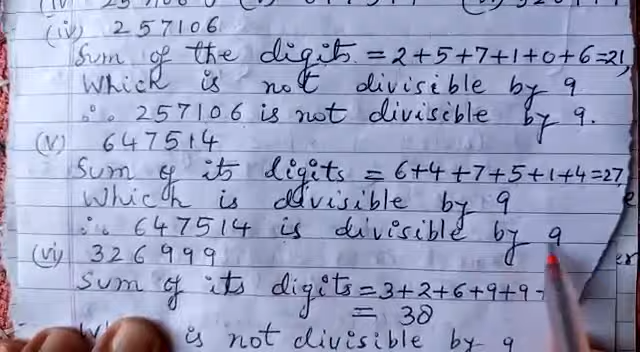 (iv) 257106
Sum of the digits = 2+5+7+1+0+6=21,
Which is not divisible by 9
∴ 257106 is not divisible by 9.
(v) 647514
Sum of its digits = 6+4+7+5+1+4=27,
Which is divisible by 9
∴ 647514 is divisible by 9
(vi) 326999
Sum of its digits=3+2+6+9+9+
= 38
is not divisible by 9